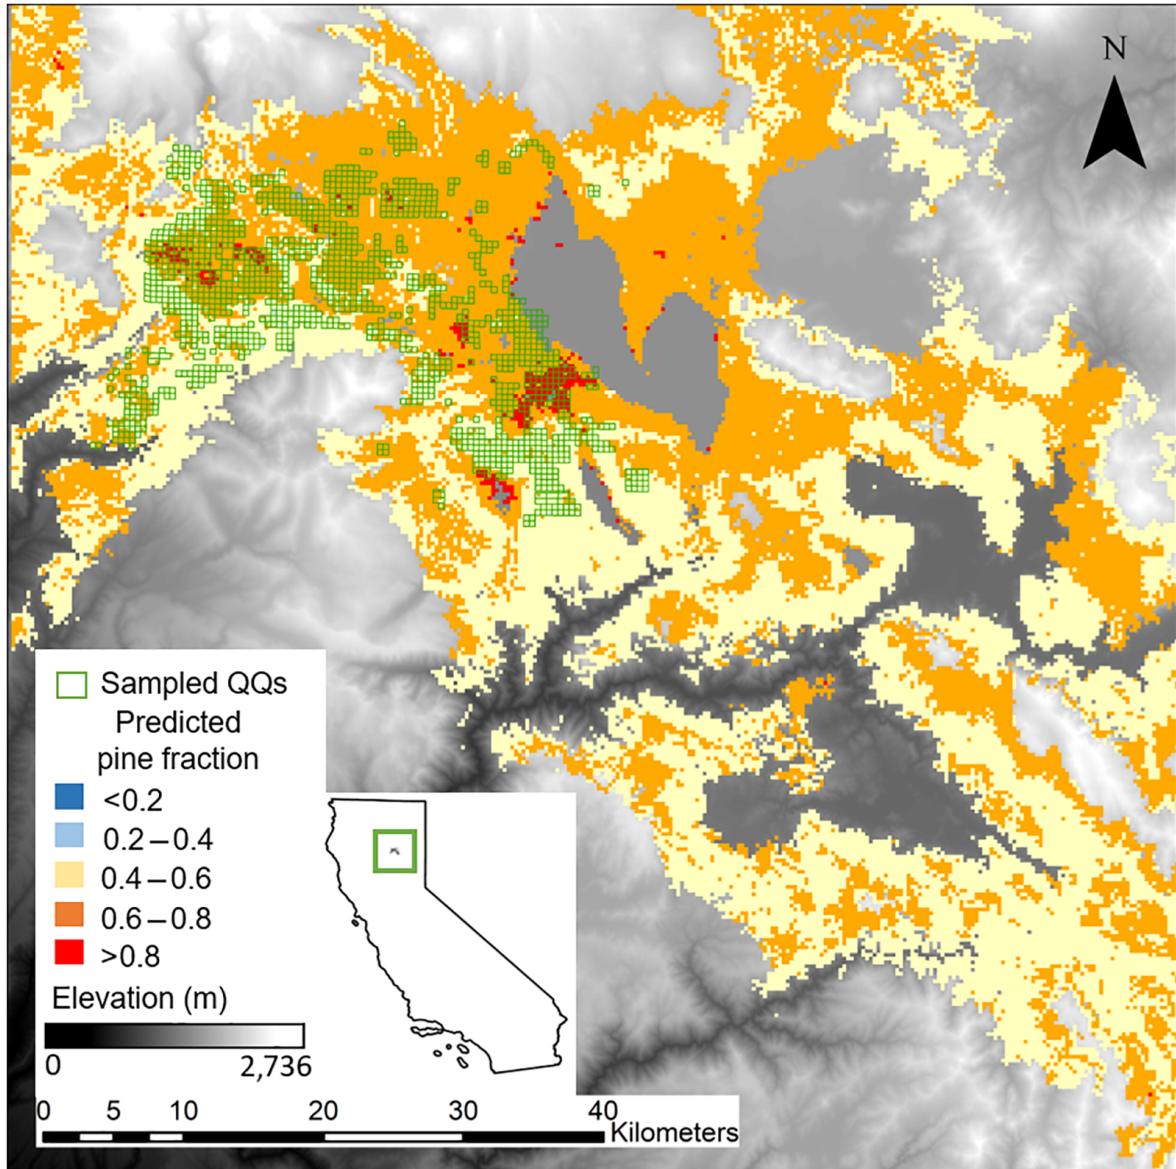 N
Sampled QQs
Predicted
pine fraction
<0.2
0.2–0.4
0.4–0.6
0.6–0.8
>0.8
Elevation (m)
0 2,736
0 5 10 20 30 40
Kilometers